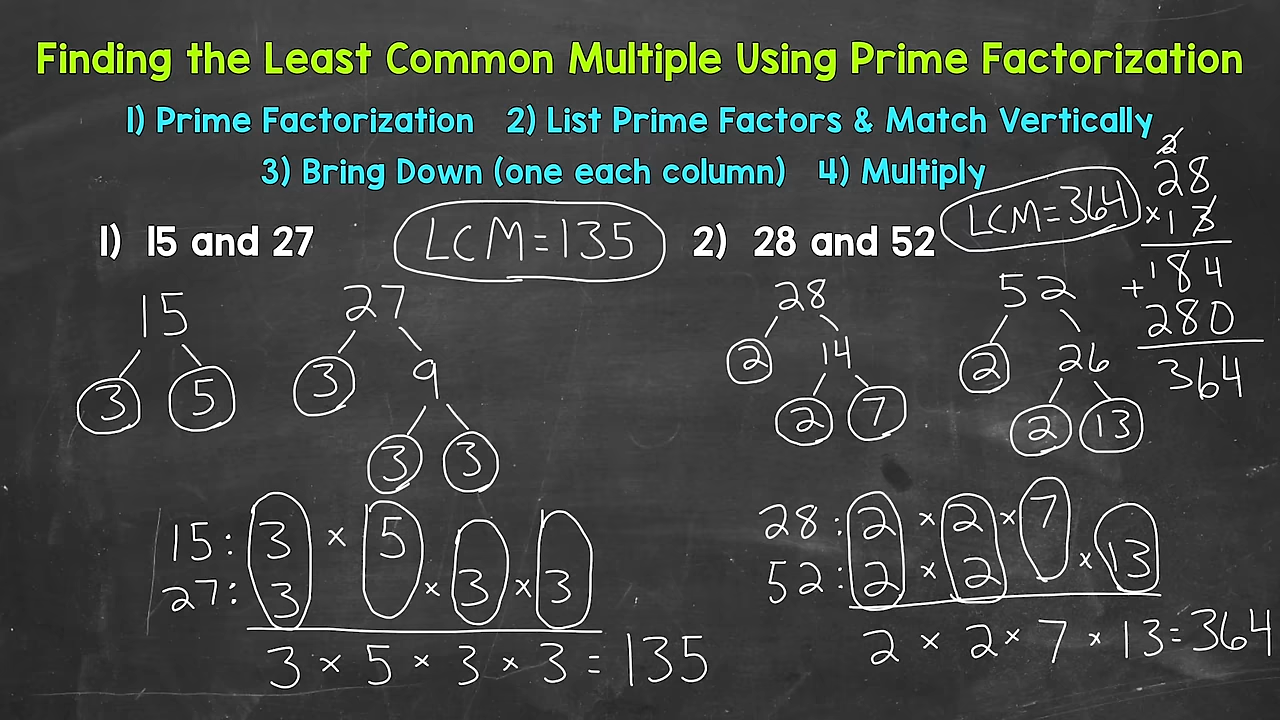 Finding the Least Common Multiple Using Prime Factorization
1) Prime Factorization 2) List Prime Factors & Match Vertically
3) Bring Down (one each column) 4) Multiply
1) 15 and 27
LCM=135
15
3 5
27
3 9
3 3
15: 3 × 5
27: 3 × 3 × 3
3 × 5 × 3 × 3 = 135
2) 28 and 52
LCM=364
28
2 14
2 7
52
2 26
2 13
28: 2 × 2 × 7
52: 2 × 2 × 13
2 × 2 × 7 × 13 = 364
2
28
× 13
184
+ 280
364